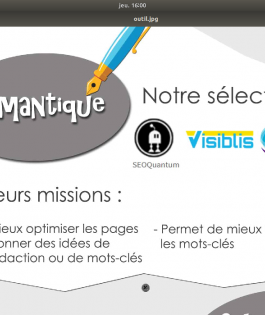 jeu. 16:00
outil.jpg
mantique
Notre sélect
SEOQuantum
Visiblis
eurs missions :
ieux optimiser les pages
onner des idées de
daction ou de mots-clés
- Permet de mieux
les mots-clés